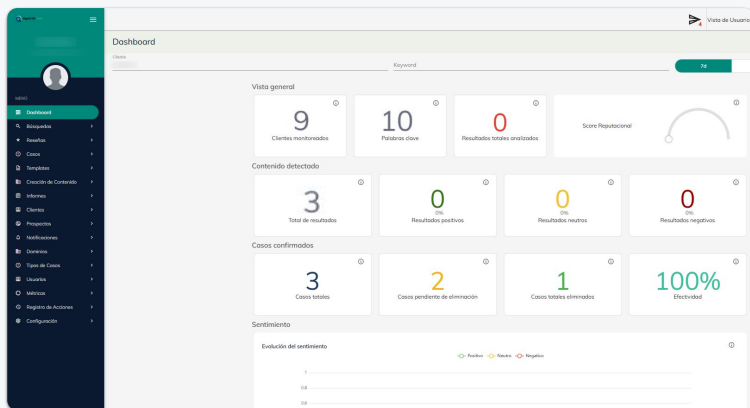 Vista de Usuario
4
Dashboard
Cliente
Keyword
7d
MENÚ
Dashboard
Búsquedas
Reseñas
Casos
Templates
Creación de Contenido
Informes
Clientes
Prospectos
Notificaciones
Dominios
Tipos de Casos
Usuarios
Métricas
Registro de Acciones
Configuración
Vista general
9
Clientes monitoreados
10
Palabras clave
0
Resultados totales analizados
Score Reputacional
Contenido detectado
3
Total de resultados
0
0%
Resultados positivos
0
0%
Resultados neutros
0
0%
Resultados negativos
Casos confirmados
3
Casos totales
2
Casos pendiente de eliminación
1
Casos totales eliminados
100%
Efectividad
Sentimiento
Evolución del sentimiento
Positivo Neutro Negativo
1
0.8
0.6